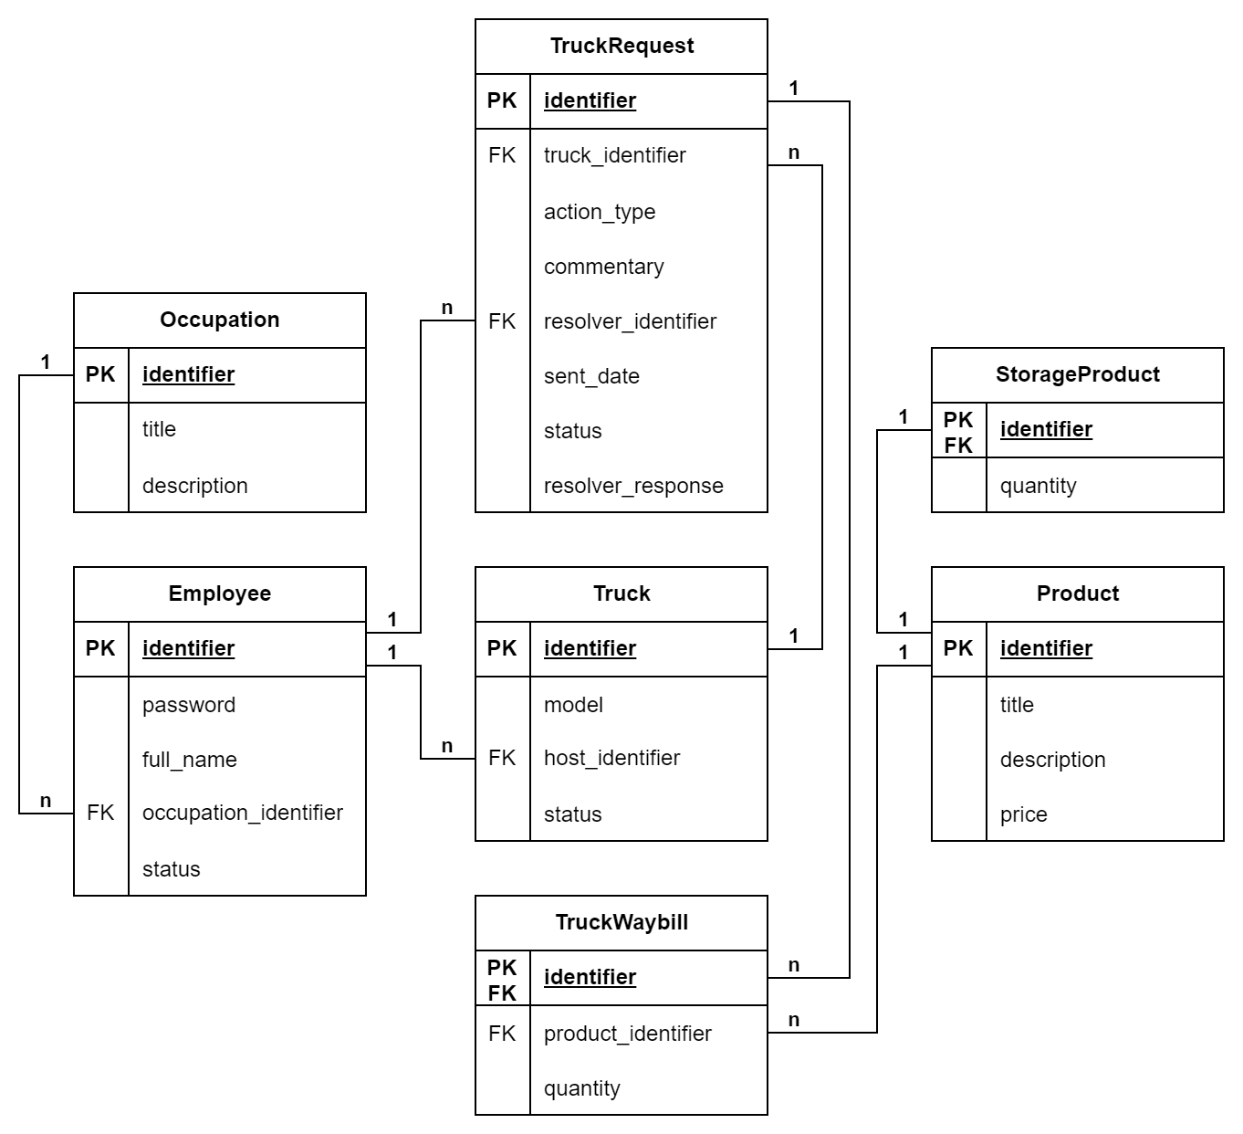 TruckRequest
PK identifier
FK truck_identifier
action_type
commentary
FK resolver_identifier
sent_date
status
resolver_response
1
n
n
Occupation
PK identifier
title
description
1
n
Employee
PK identifier
password
full_name
FK occupation_identifier
status
1
1
n
Truck
PK identifier
model
FK host_identifier
status
1
TruckWaybill
PK
FK identifier
FK product_identifier
quantity
n
n
StorageProduct
PK
FK identifier
quantity
1
Product
PK identifier
title
description
price
1
1